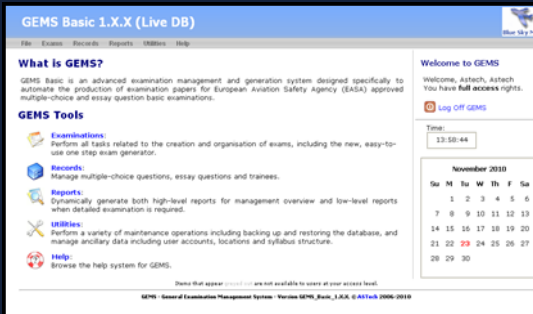 GEMS Basic 1.X.X (Live DB)
Blue Sky
File Exams Records Reports Utilities Help
What is GEMS?
GEMS Basic is an advanced examination management and generation system designed specifically to
automate the production of examination papers for European Aviation Safety Agency (EASA) approved
multiple-choice and essay question basic examinations.
GEMS Tools
Examinations:
Perform all tasks related to the creation and organisation of exams, including the new, easy-to-
use one step exam generator.
Records:
Manage multiple-choice questions, essay questions and trainees.
Reports:
Dynamically generate both high-level reports for management overview and low-level reports
when detailed examination is required.
Utilities:
Perform a variety of maintenance operations including backing up and restoring the database, and
manage ancillary data including user accounts, locations and syllabus structure.
Help:
Browse the help system for GEMS.
Welcome to GEMS
Welcome, Astech, Astech
You have full access rights.
Log Off GEMS
Time:
13:58:44
November 2010
Su M Tu W Th F Sa
1 2 3 4 5 6
7 8 9 10 11 12 13
14 15 16 17 18 19 20
21 22 23 24 25 26 27
28 29 30
Items that appear greyed out are not available to users at your access level.
GEMS - General Examination Management System - Version GEMS_Basic_1.X.X. © ASTech 2006-2010